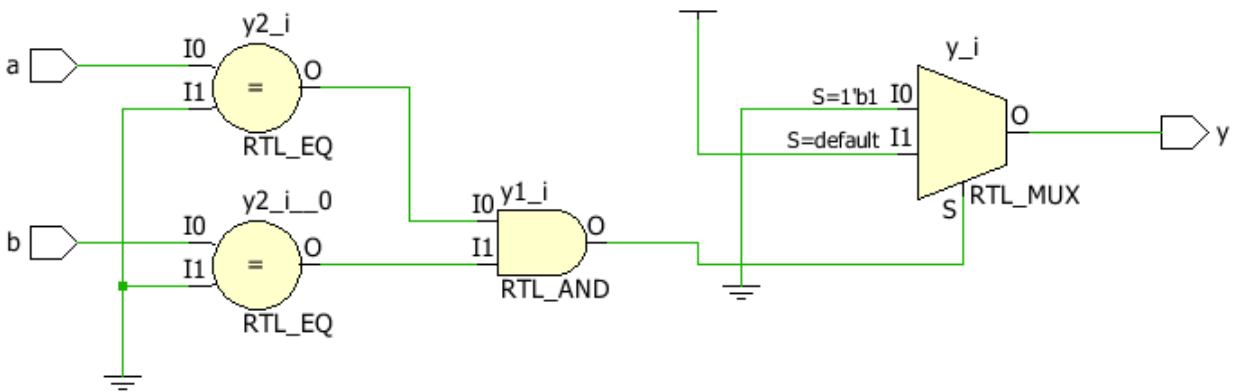 y2_i
a
I0
I1
=
O
RTL_EQ
y2_i__0
b
I0
I1
=
O
RTL_EQ
y1_i
I0
I1
O
RTL_AND
y_i
S=1'b1 I0
S=default I1
O
S
RTL_MUX
y